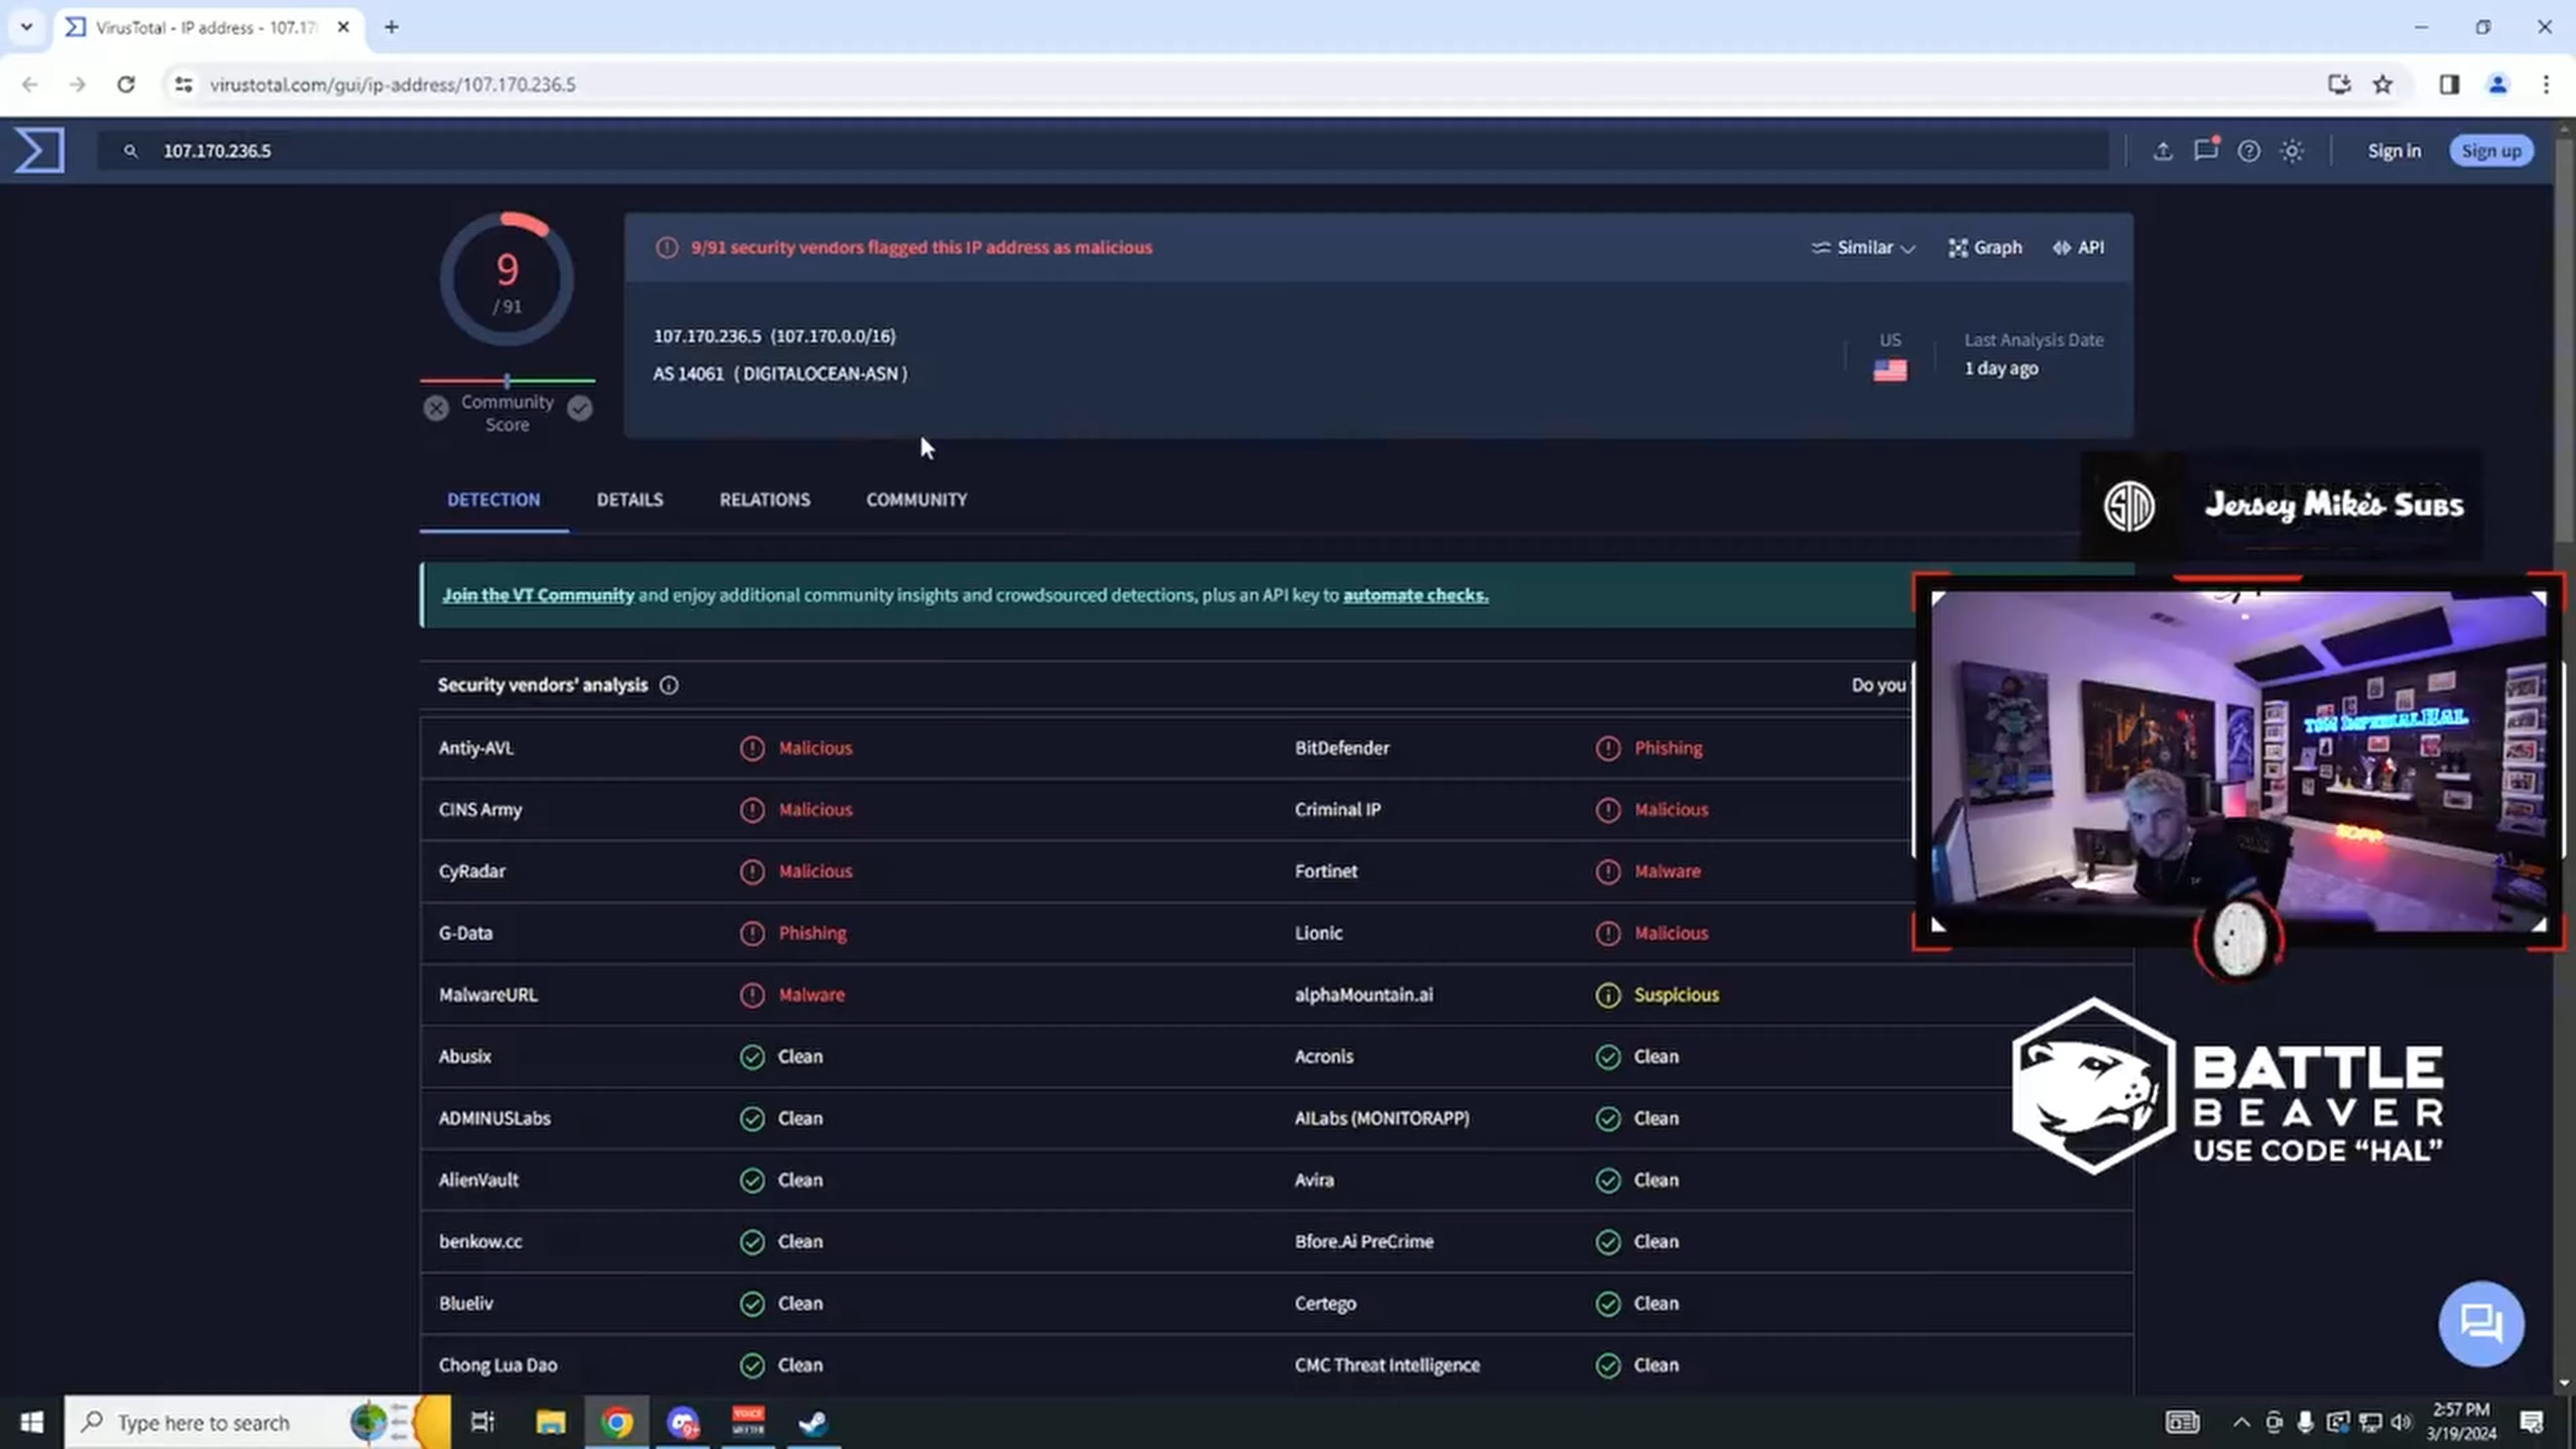 VirusTotal - IP address - 107.17
virustotal.com/gui/ip-address/107.170.236.5
107.170.236.5
Sign in
Sign up
9
/ 91
Community
Score
9/91 security vendors flagged this IP address as malicious
Similar
Graph
API
107.170.236.5 (107.170.0.0/16)
AS 14061 ( DIGITALOCEAN-ASN )
US
Last Analysis Date
1 day ago
DETECTION DETAILS RELATIONS COMMUNITY
Jersey Mike's SUBS
Join the VT Community and enjoy additional community insights and crowdsourced detections, plus an API key to automate checks.
Security vendors' analysis
Do you
TSM IMPERIALHAL
Antiy-AVL Malicious BitDefender Phishing
CINS Army Malicious Criminal IP Malicious
CyRadar Malicious Fortinet Malware
G-Data Phishing Lionic Malicious
MalwareURL Malware alphaMountain.ai Suspicious
Abusix Clean Acronis Clean
ADMINUSLabs Clean AILabs (MONITORAPP) Clean
AlienVault Clean Avira Clean
benkow.cc Clean Bfore.Ai PreCrime Clean
Blueliv Clean Certego Clean
Chong Lua Dao Clean CMC Threat Intelligence Clean
BATTLE
BEAVER
USE CODE “HAL”
Type here to search
9+
2:57 PM
3/19/2024